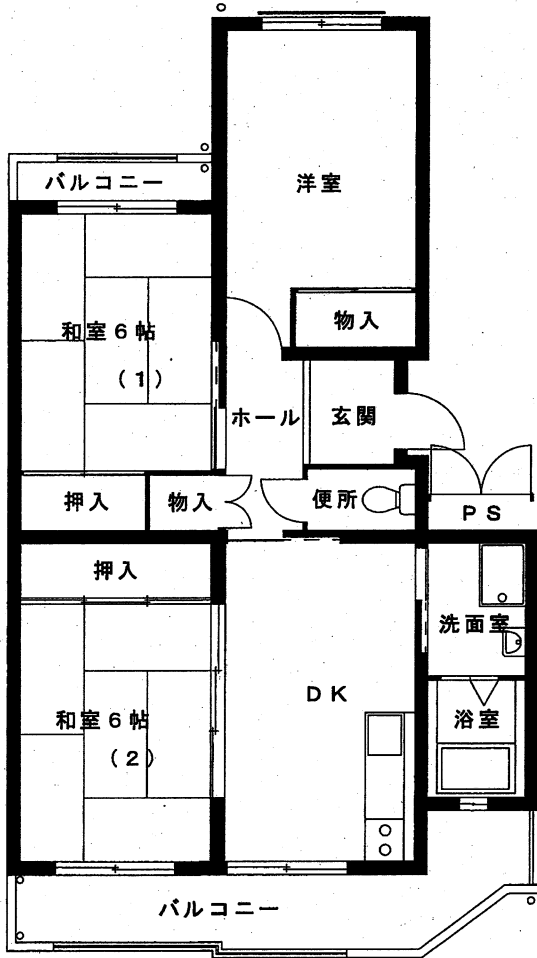 洋室
バルコニー
物入
和室6帖
(1)
ホール
玄関
押入
物入
便所
PS
押入
洗面室
DK
和室6帖
(2)
浴室
バルコニー